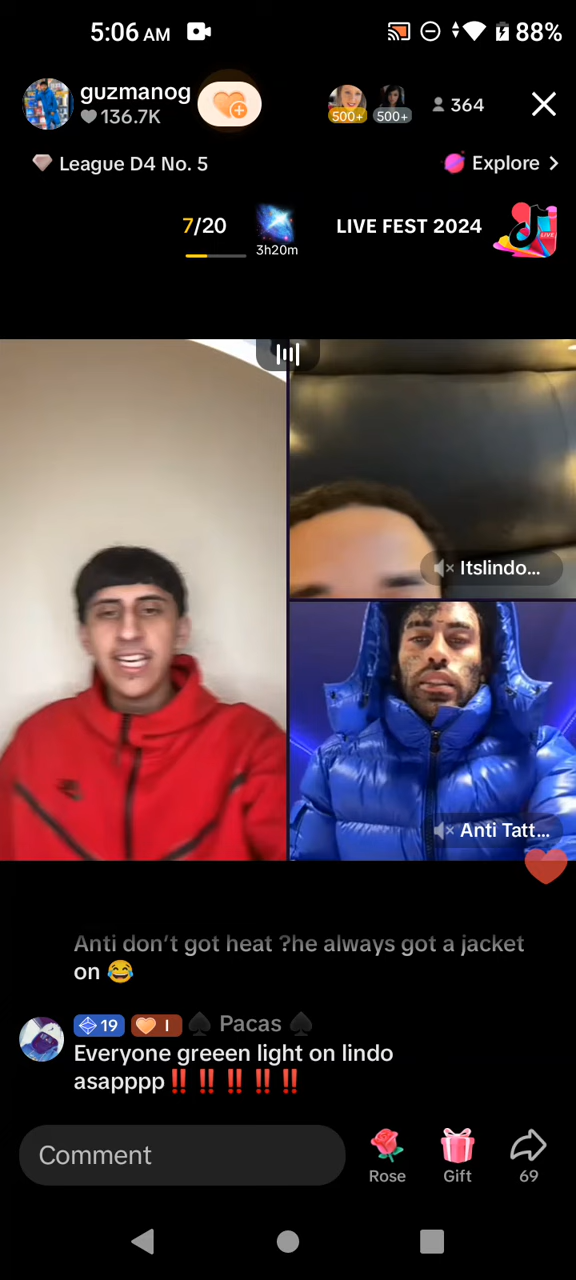 5:06 AM
88%
guzmanog
136.7K
500+
500+
364
League D4 No. 5
Explore >
7/20
3h20m
LIVE FEST 2024
LIVE
Itslindo...
Anti Tatt...
Anti don't got heat ?he always got a jacket
on 😂
19 I ♠️ Pacas ♠️
Everyone greeen light on lindo
asapppp‼️ ‼️ ‼️ ‼️ ‼️
Comment
Rose
Gift
69